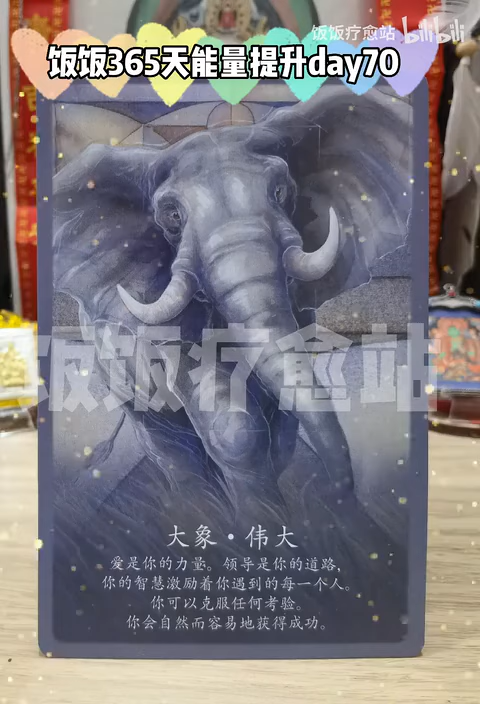 饭饭疗愈站 bilibili
饭饭365天能量提升day70
饭饭疗愈站
大象·伟大
爱是你的力量。领导是你的道路，
你的智慧激励着你遇到的每一个人。
你可以克服任何考验。
你会自然而容易地获得成功。